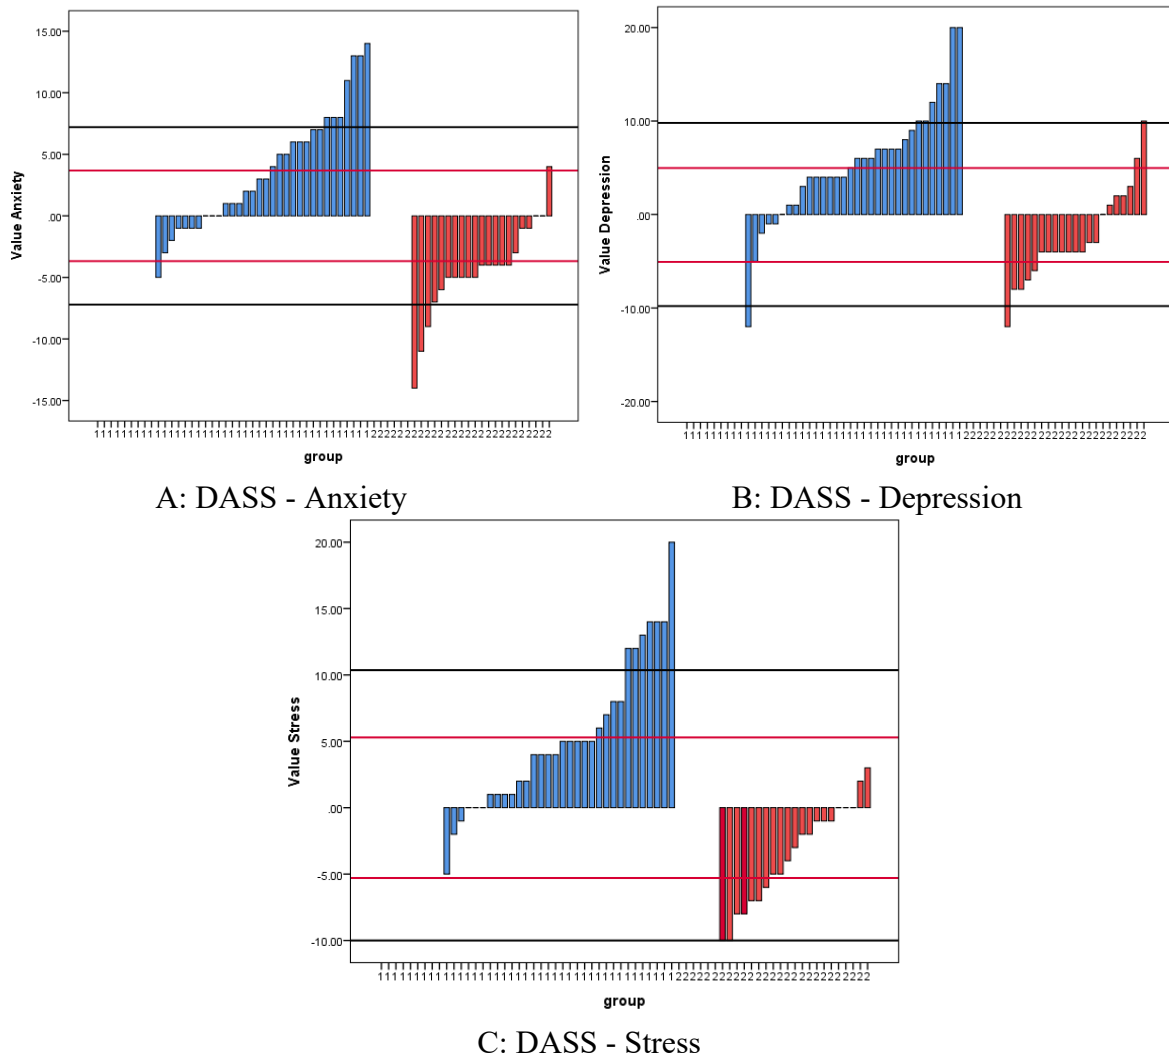 15.00
10.00
5.00
.00
-5.00
-10.00
-15.00
Value Anxiety
group
A: DASS - Anxiety
20.00
10.00
.00
-10.00
-20.00
Value Depression
group
B: DASS - Depression
20.00
15.00
10.00
5.00
.00
-5.00
-10.00
Value Stress
group
C: DASS - Stress